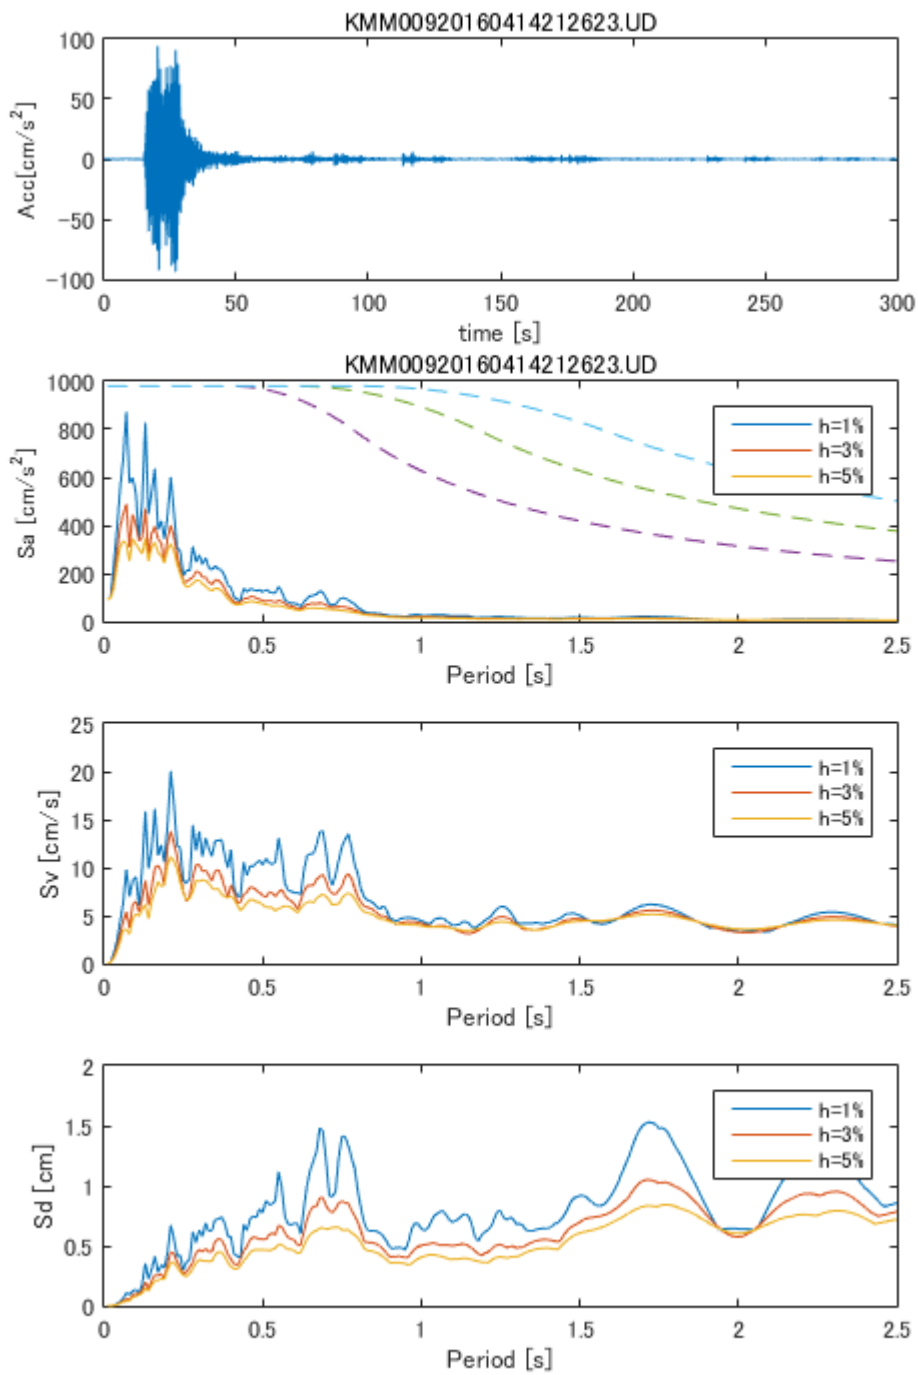 KMM00920160414212623.UD
100
50
0
-50
-100
Acc[cm/s²]
0 50 100 150 200 250 300
time [s]
KMM00920160414212623.UD
1000
800
600
400
200
0
Sa [cm/s²]
h=1%
h=3%
h=5%
0 0.5 1 1.5 2 2.5
Period [s]
25
20
15
10
5
0
Sv [cm/s]
h=1%
h=3%
h=5%
0 0.5 1 1.5 2 2.5
Period [s]
2
1.5
1
0.5
0
Sd [cm]
h=1%
h=3%
h=5%
0 0.5 1 1.5 2 2.5
Period [s]